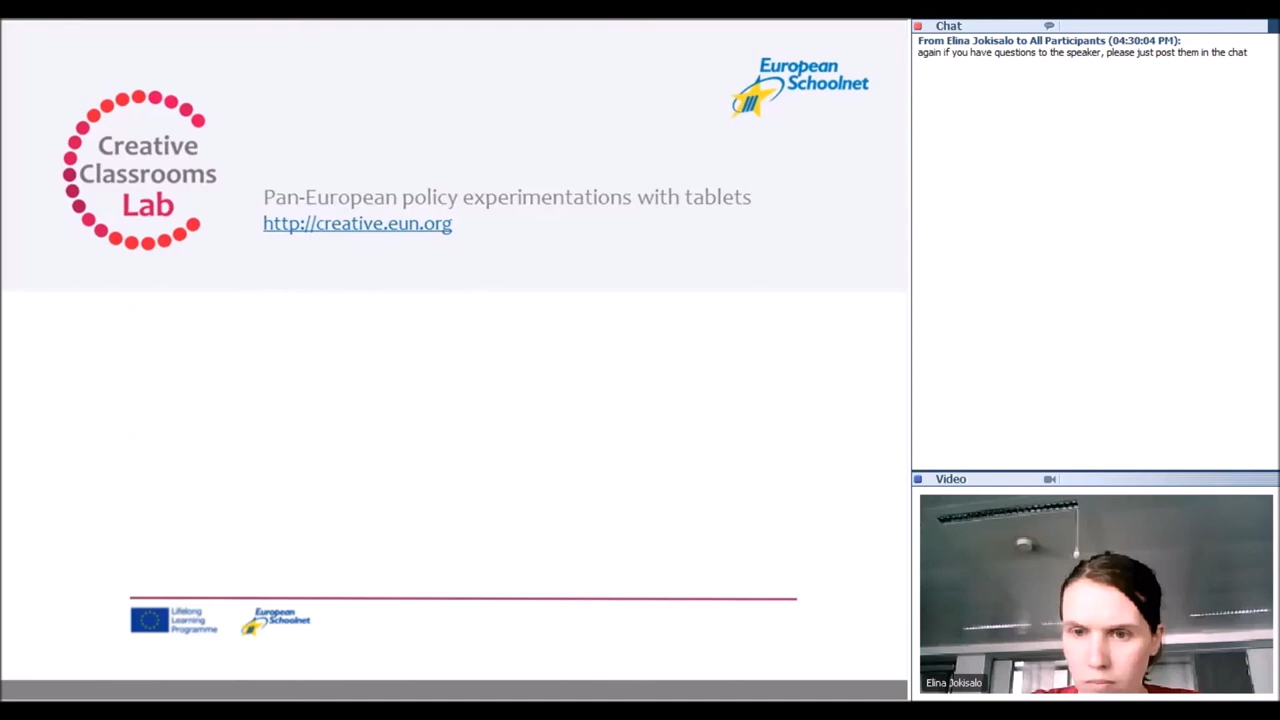 European
Schoolnet
Creative
Classrooms
Lab
Pan-European policy experimentations with tablets
http://creative.eun.org
Lifelong
Learning
Programme
European
Schoolnet
Chat
From Elina Jokisalo to All Participants (04:30:04 PM):
again if you have questions to the speaker, please just post them in the chat
Video
Elina Jokisalo